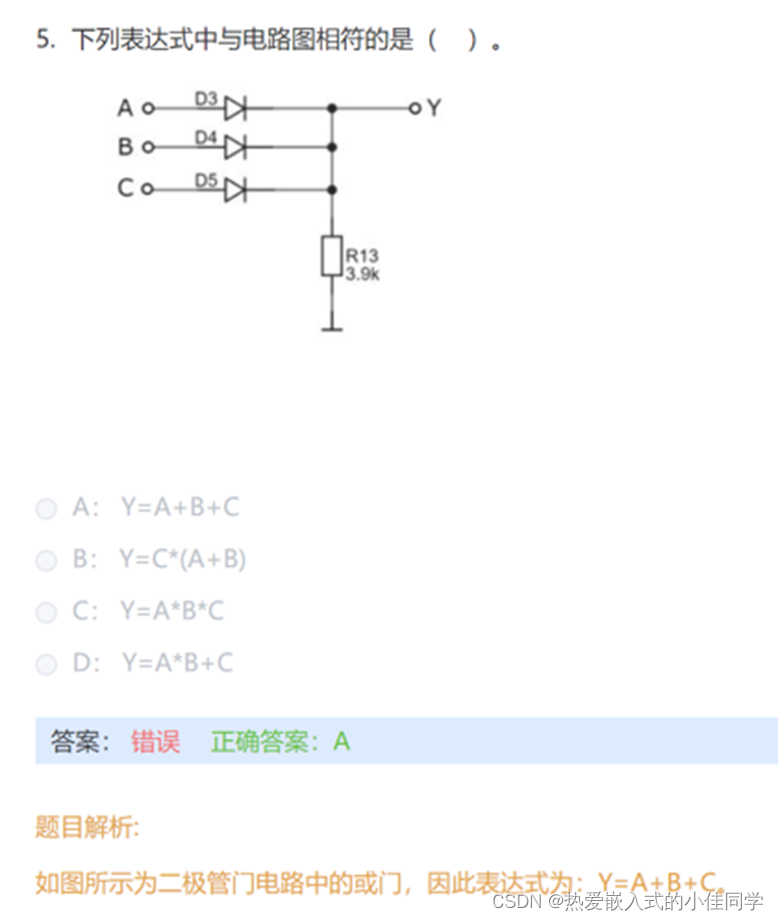 5. 下列表达式中与电路图相符的是（ ）。
A D3 Y
B D4
C D5
R13
3.9k
A： Y=A+B+C
B： Y=C*(A+B)
C： Y=A*B*C
D： Y=A*B+C
答案： 错误 正确答案：A
题目解析:
如图所示为二极管门电路中的或门，因此表达式为：Y=A+B+C。
CSDN @热爱嵌入式的小佳同学